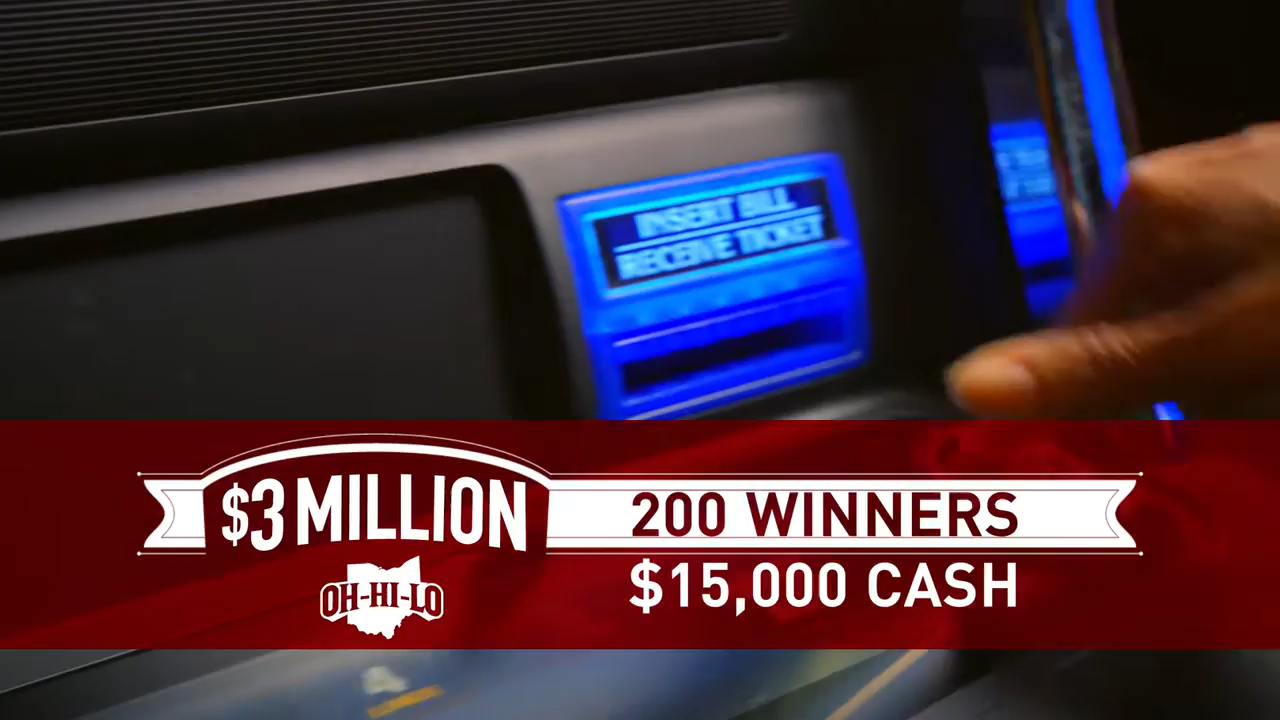 INSERT BILL
RECEIVE TICKET
$3 MILLION
OH-HI-LO
200 WINNERS
$15,000 CASH